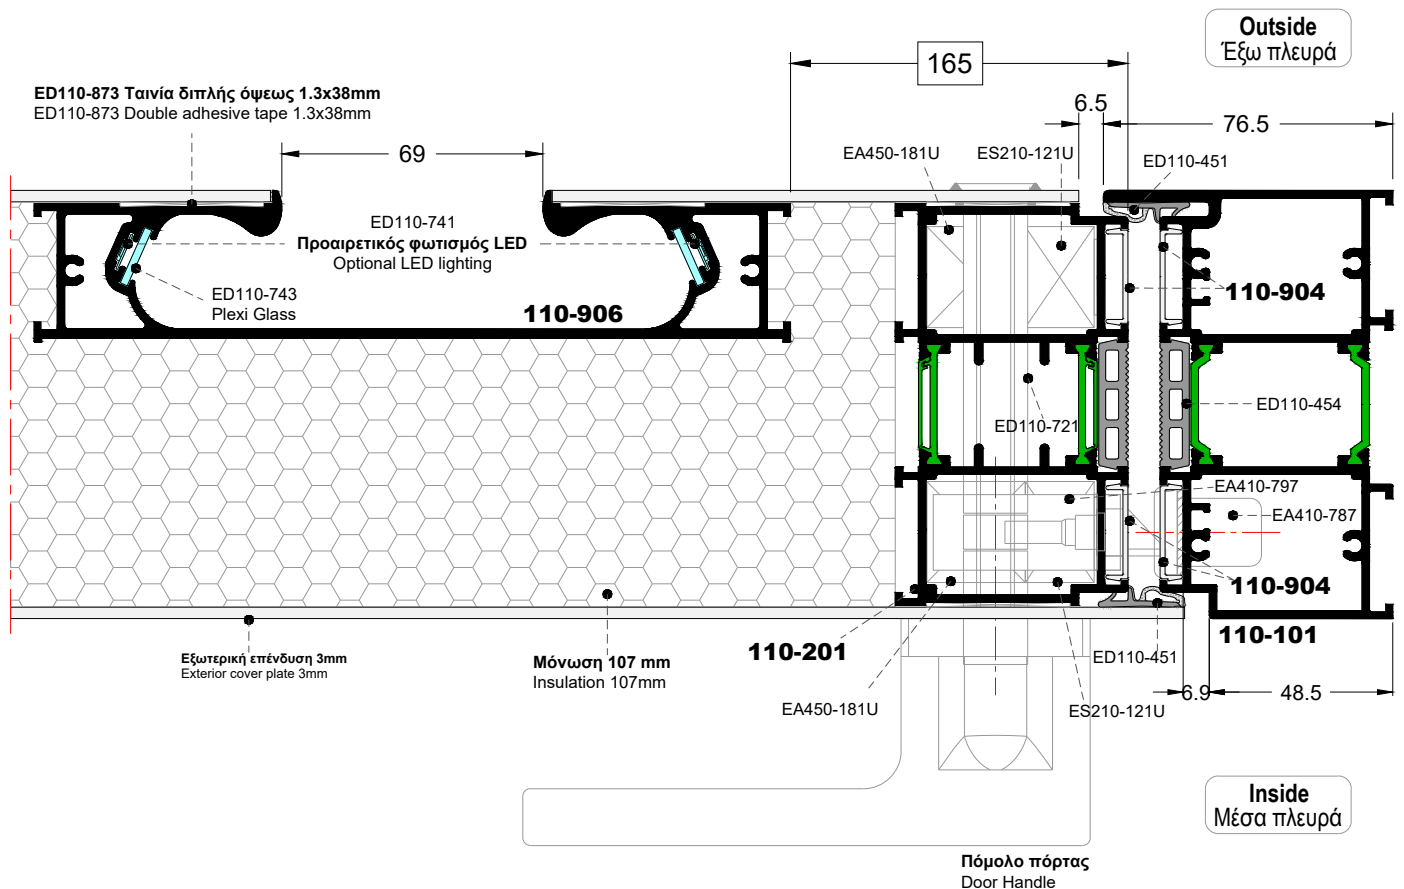 Outside
Έξω πλευρά
165
ED110-873 Ταινία διπλής όψεως 1.3x38mm
ED110-873 Double adhesive tape 1.3x38mm
6.5
76.5
69
EA450-181U
ES210-121U
ED110-451
ED110-741
Προαιρετικός φωτισμός LED
Optional LED lighting
ED110-743
Plexi Glass
110-906
110-904
ED110-454
ED110-721
EA410-797
EA410-787
110-904
110-101
110-201
Εξωτερική επένδυση 3mm
Exterior cover plate 3mm
Μόνωση 107 mm
Insulation 107mm
ED110-451
6.9
48.5
EA450-181U
ES210-121U
Inside
Μέσα πλευρά
Πόμολο πόρτας
Door Handle